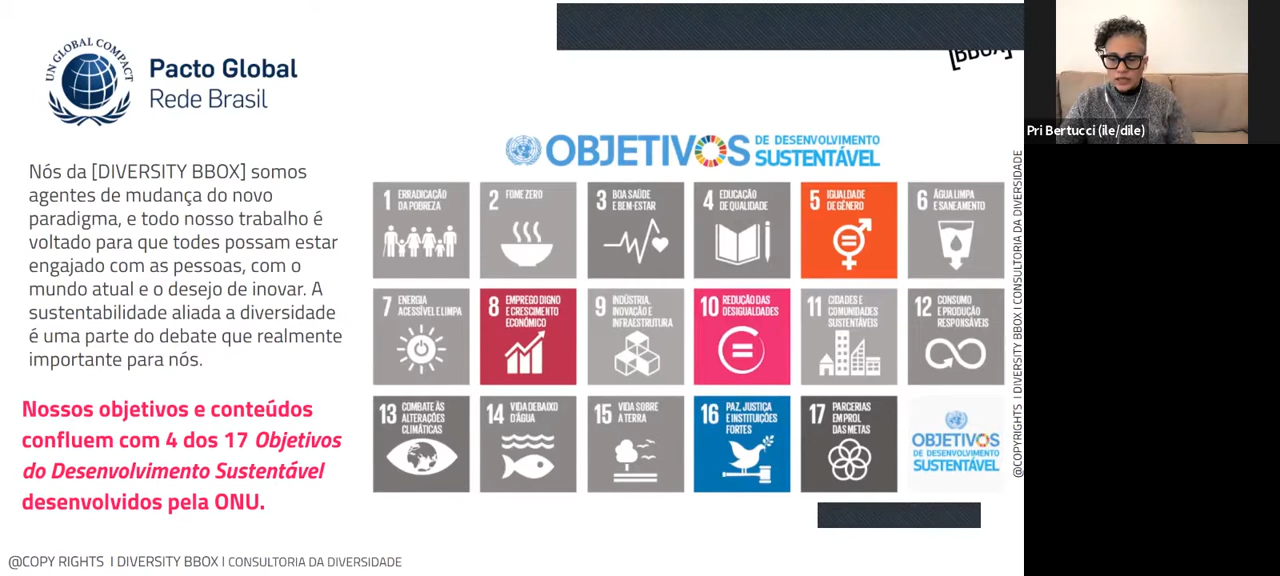 UN GLOBAL COMPACT
Pacto Global
Rede Brasil
[BBOX]
Pri Bertucci (ile/dile)
Nós da [DIVERSITY BBOX] somos
agentes de mudança do novo
paradigma, e todo nosso trabalho é
voltado para que todes possam estar
engajado com as pessoas, com o
mundo atual e o desejo de inovar. A
sustentabilidade aliada a diversidade
é uma parte do debate que realmente
importante para nós.
Nossos objetivos e conteúdos
confluem com 4 dos 17 Objetivos
do Desenvolvimento Sustentável
desenvolvidos pela ONU.
OBJETIVOS
DE DESENVOLVIMENTO
SUSTENTÁVEL
1 ERRADICAÇÃO
DA POBREZA
2 FOME ZERO
3 BOA SAÚDE
E BEM-ESTAR
4 EDUCAÇÃO
DE QUALIDADE
5 IGUALDADE
DE GÊNERO
6 ÁGUA LIMPA
E SANEAMENTO
7 ENERGIA
ACESSÍVEL E LIMPA
8 EMPREGO DIGNO
E CRESCIMENTO
ECONÔMICO
9 INDÚSTRIA,
INOVAÇÃO E
INFRAESTRUTURA
10 REDUÇÃO DAS
DESIGUALDADES
11 CIDADES E
COMUNIDADES
SUSTENTÁVEIS
12 CONSUMO
E PRODUÇÃO
RESPONSÁVEIS
13 COMBATE ÀS
ALTERAÇÕES
CLIMÁTICAS
14 VIDA DEBAIXO
D'ÁGUA
15 VIDA SOBRE
A TERRA
16 PAZ, JUSTIÇA
E INSTITUIÇÕES
FORTES
17 PARCERIAS
EM PROL
DAS METAS
OBJETIVOS
DE DESENVOLVIMENTO
SUSTENTÁVEL
@COPYRIGHTS I DIVERSITY BBOX I CONSULTORIA DA DIVERSIDADE
@COPY RIGHTS I DIVERSITY BBOX I CONSULTORIA DA DIVERSIDADE